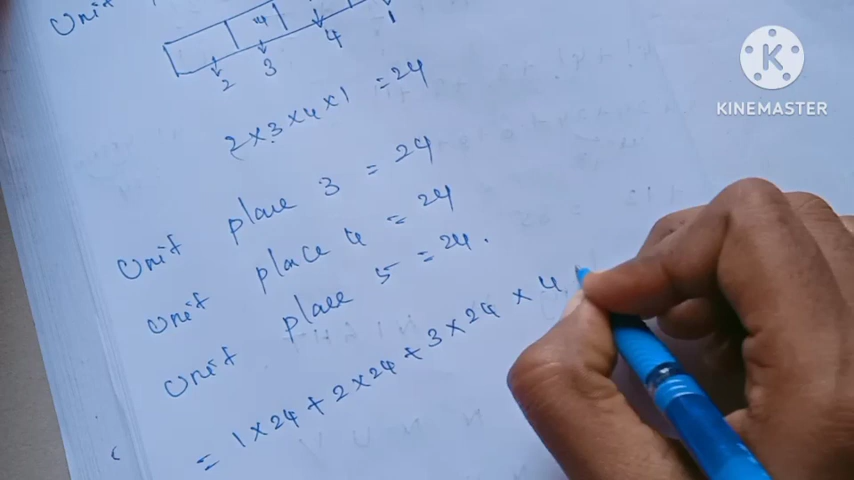 Unit
4
2 3 4 1
2 × 3 × 4 × 1 = 24
Unit place 3 = 24
Unit place 4 = 24
Unit place 5 = 24.
= 1 × 24 + 2 × 24 + 3 × 24 × 4
KINEMASTER